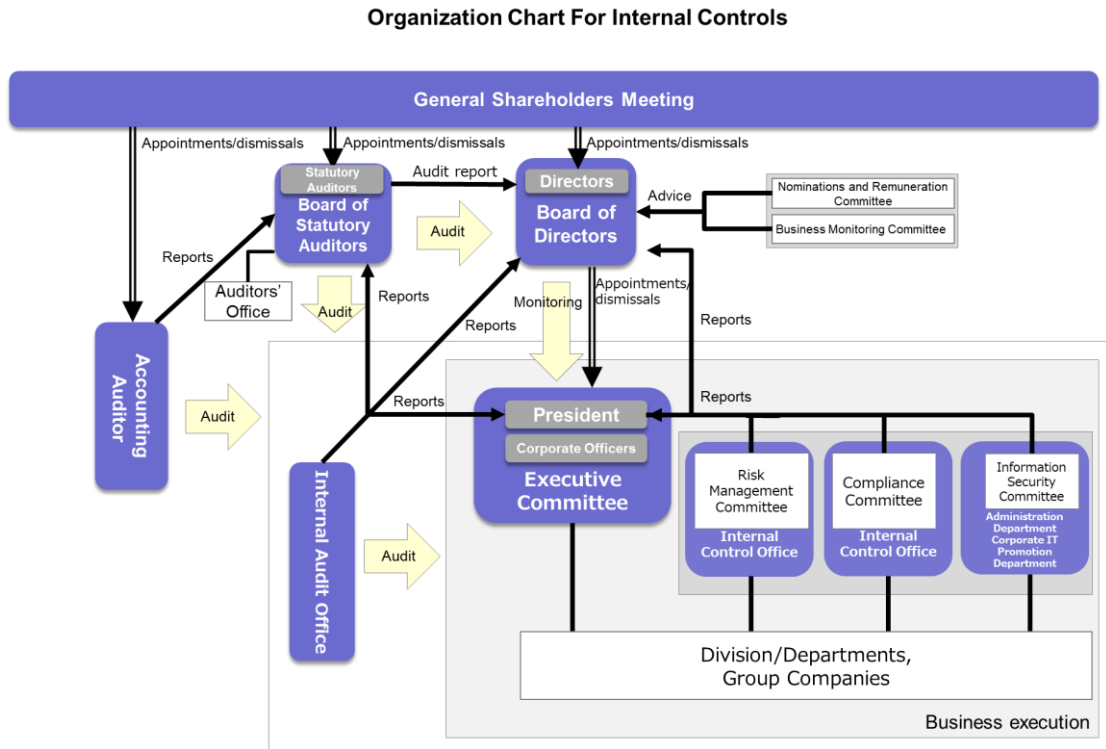 Organization Chart For Internal Controls
General Shareholders Meeting
Appointments/dismissals
Appointments/dismissals
Appointments/dismissals
Statutory
Auditors
Board of
Statutory
Auditors
Audit report
Directors
Board of
Directors
Advice
Nominations and Remuneration
Committee
Business Monitoring Committee
Audit
Reports
Auditors'
Office
Audit
Reports
Monitoring
Appointments/
dismissals
Reports
Reports
Accounting
Auditor
Audit
Reports
President
Corporate Officers
Executive
Committee
Reports
Risk
Management
Committee
Internal
Control Office
Compliance
Committee
Internal
Control Office
Information
Security
Committee
Administration
Department
Corporate IT
Promotion
Department
Internal Audit Office
Audit
Division/Departments,
Group Companies
Business execution